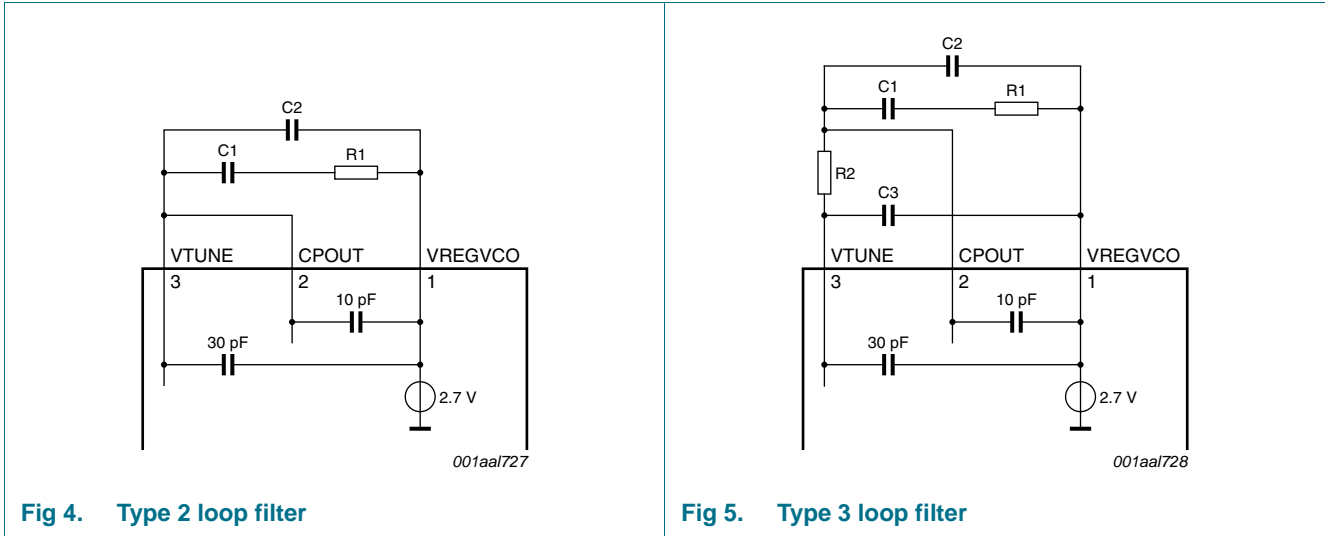 C2
C1
R1
VTUNE
CPOUT
VREGVCO
3
2
1
10 pF
30 pF
2.7 V
001aal727
Fig 4. Type 2 loop filter
C2
C1
R1
R2
C3
VTUNE
CPOUT
VREGVCO
3
2
1
10 pF
30 pF
2.7 V
001aal728
Fig 5. Type 3 loop filter